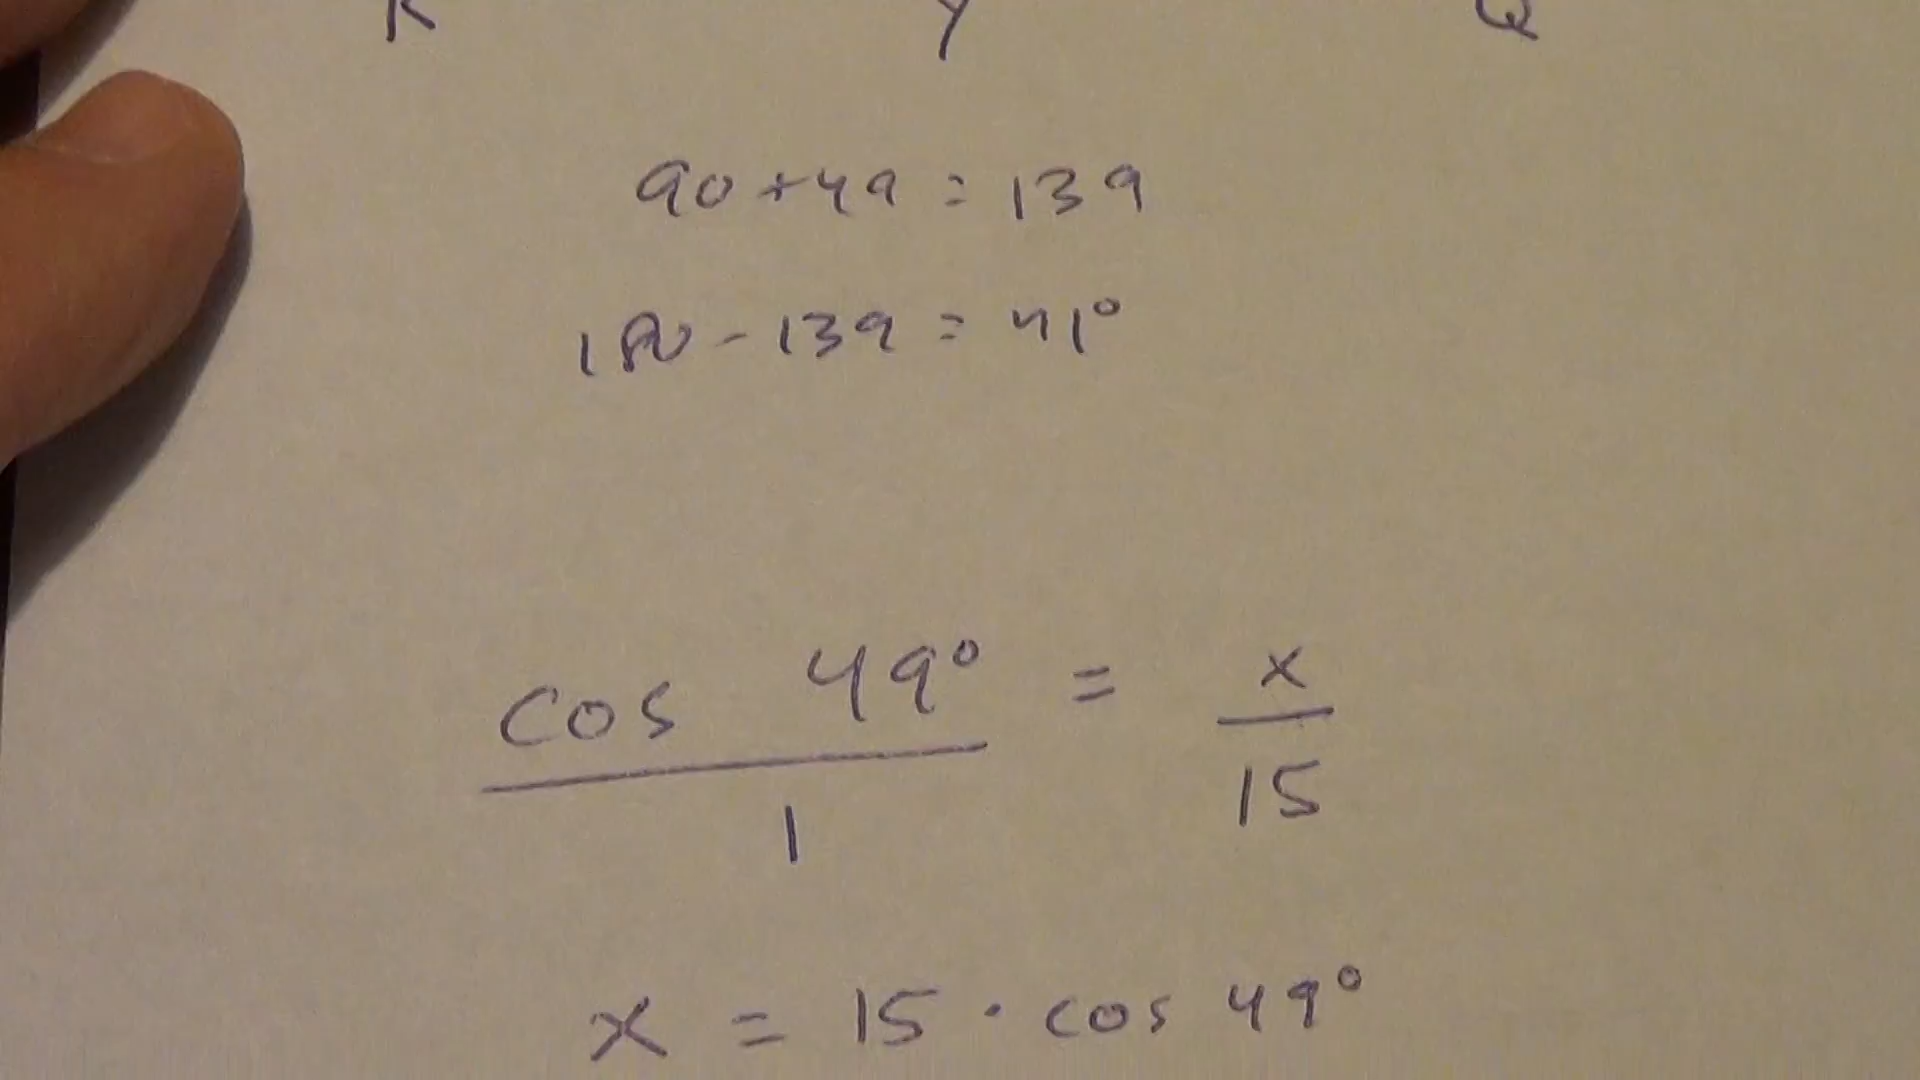 R y Q
90 + 49 = 139
180 - 139 = 41°
cos 49° = x
1 15
x = 15 · cos 49°